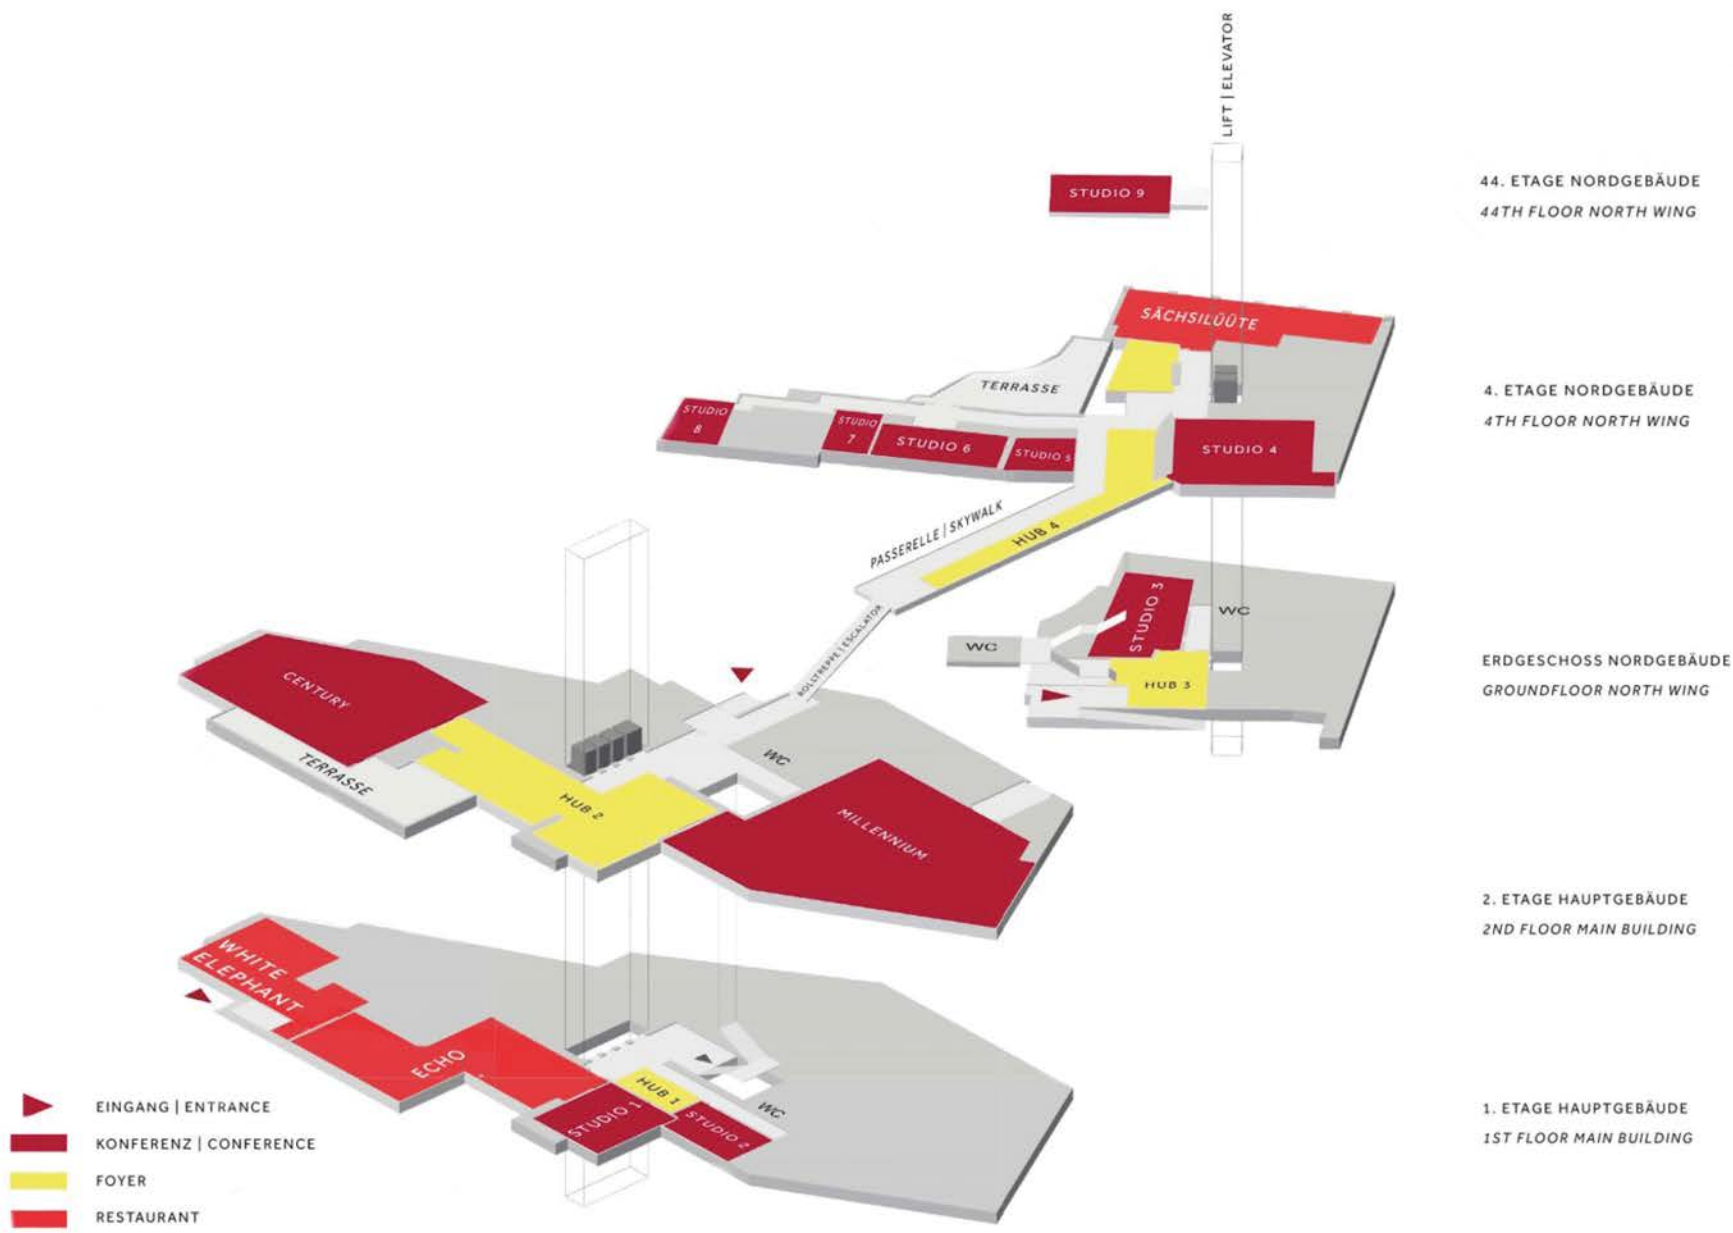 LIFT | ELEVATOR
STUDIO 9
44. ETAGE NORDGEBÄUDE
44TH FLOOR NORTH WING
SÄCHSILÜÜTE
TERRASSE
4. ETAGE NORDGEBÄUDE
4TH FLOOR NORTH WING
STUDIO
8
STUDIO
7
STUDIO 6
STUDIO 5
STUDIO 4
PASSERELLE | SKYWALK
HUB 4
ROLLTREPPE | ESCALATOR
STUDIO 3
WC
WC
HUB 3
ERDGESCHOSS NORDGEBÄUDE
GROUNDFLOOR NORTH WING
CENTURY
TERRASSE
HUB 2
WC
MILLENNIUM
2. ETAGE HAUPTGEBÄUDE
2ND FLOOR MAIN BUILDING
WHITE
ELEPHANT
ECHO
HUB 1
STUDIO 1
STUDIO 2
WC
1. ETAGE HAUPTGEBÄUDE
1ST FLOOR MAIN BUILDING
EINGANG | ENTRANCE
KONFERENZ | CONFERENCE
FOYER
RESTAURANT